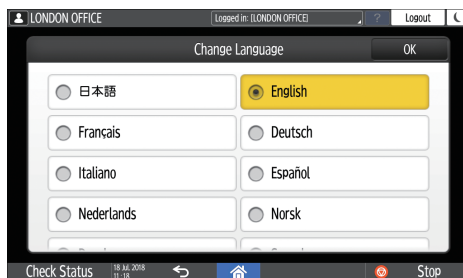 LONDON OFFICE Logged in: [LONDON OFFICE] ? Logout
Change Language OK
日本語 English
Français Deutsch
Italiano Español
Nederlands Norsk
Check Status 18 Jul. 2018 Stop
11:18